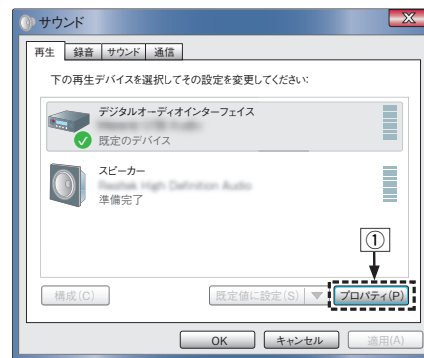 サウンド
再生 録音 サウンド 通信
下の再生デバイスを選択してその設定を変更してください:
デジタルオーディオインターフェイス
既定のデバイス
スピーカー
Realtek High Definition Audio
準備完了
①
構成(C) 既定値に設定(S) プロパティ(P)
OK キャンセル 適用(A)